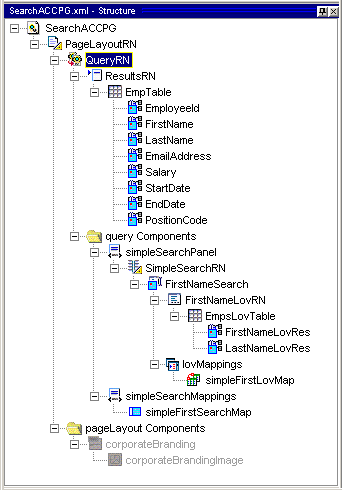 SearchACCPG.xml - Structure
SearchACCPG
PageLayoutRN
QueryRN
ResultsRN
EmpTable
EmployeeId
FirstName
LastName
EmailAddress
Salary
StartDate
EndDate
PositionCode
query Components
simpleSearchPanel
SimpleSearchRN
FirstNameSearch
FirstNameLovRN
EmpsLovTable
FirstNameLovRes
LastNameLovRes
lovMappings
simpleFirstLovMap
simpleSearchMappings
simpleFirstSearchMap
pageLayout Components
corporateBranding
corporateBrandingImage